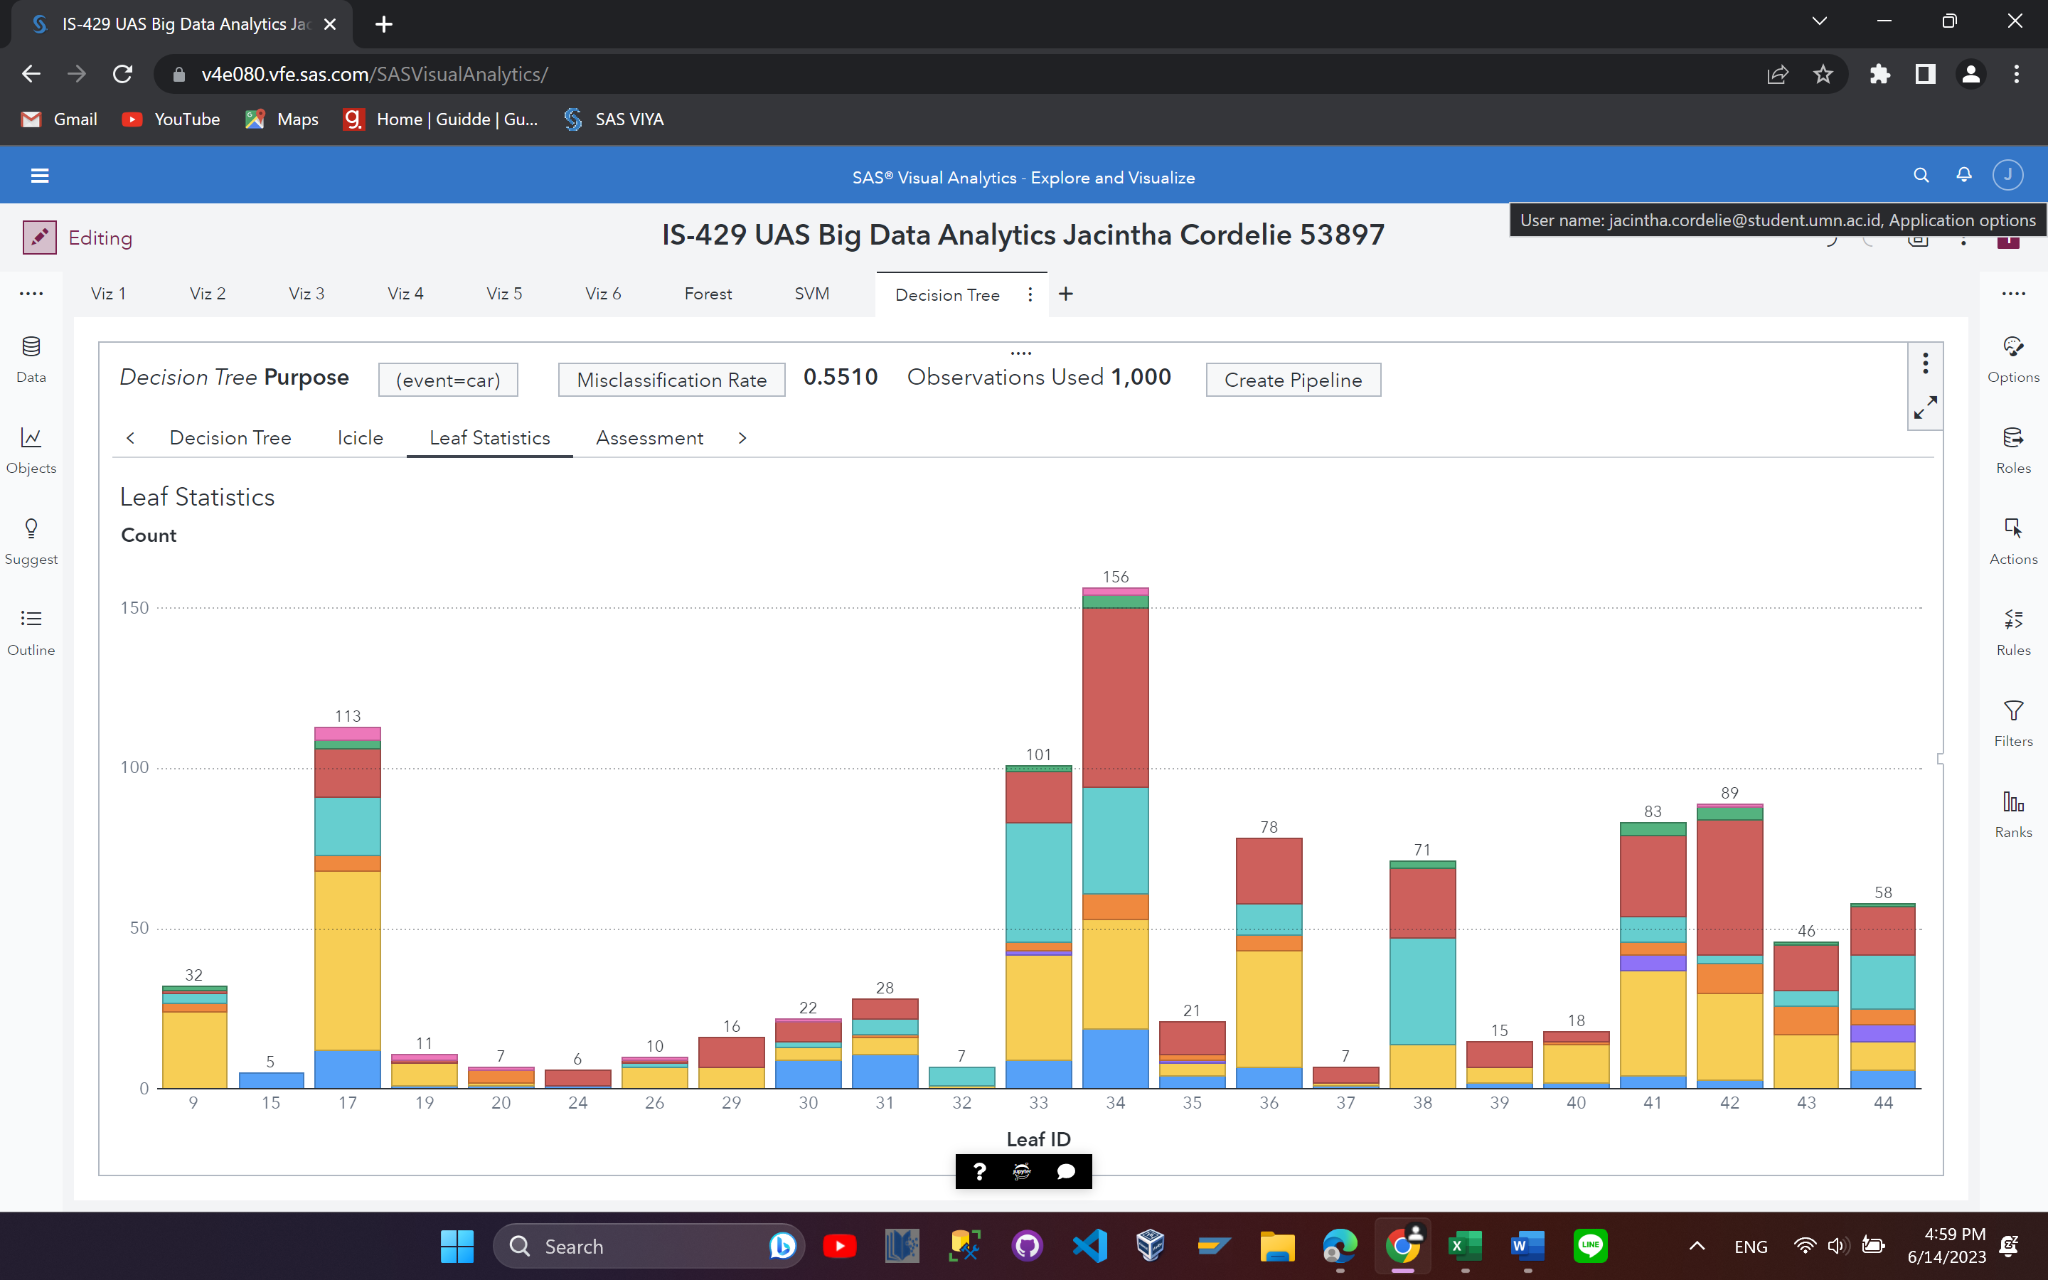 IS-429 UAS Big Data Analytics Jac
v4e080.vfe.sas.com/SASVisualAnalytics/
Gmail YouTube Maps Home | Guidde | Gu... SAS VIYA
SAS® Visual Analytics - Explore and Visualize
J
Editing
IS-429 UAS Big Data Analytics Jacintha Cordelie 53897
User name: jacintha.cordelie@student.umn.ac.id, Application options
Viz 1 Viz 2 Viz 3 Viz 4 Viz 5 Viz 6 Forest SVM Decision Tree
Data
Objects
Suggest
Outline
Decision Tree Purpose (event=car) Misclassification Rate 0.5510 Observations Used 1,000 Create Pipeline
Decision Tree Icicle Leaf Statistics Assessment
Leaf Statistics
Count
150
100
50
0
32 5 113 11 7 6 10 16 22 28 7 101 156 21 78 7 71 15 18 83 89 46 58
9 15 17 19 20 24 26 29 30 31 32 33 34 35 36 37 38 39 40 41 42 43 44
Leaf ID
Options
Roles
Actions
Rules
Filters
Ranks
?
Search
ENG
4:59 PM
6/14/2023